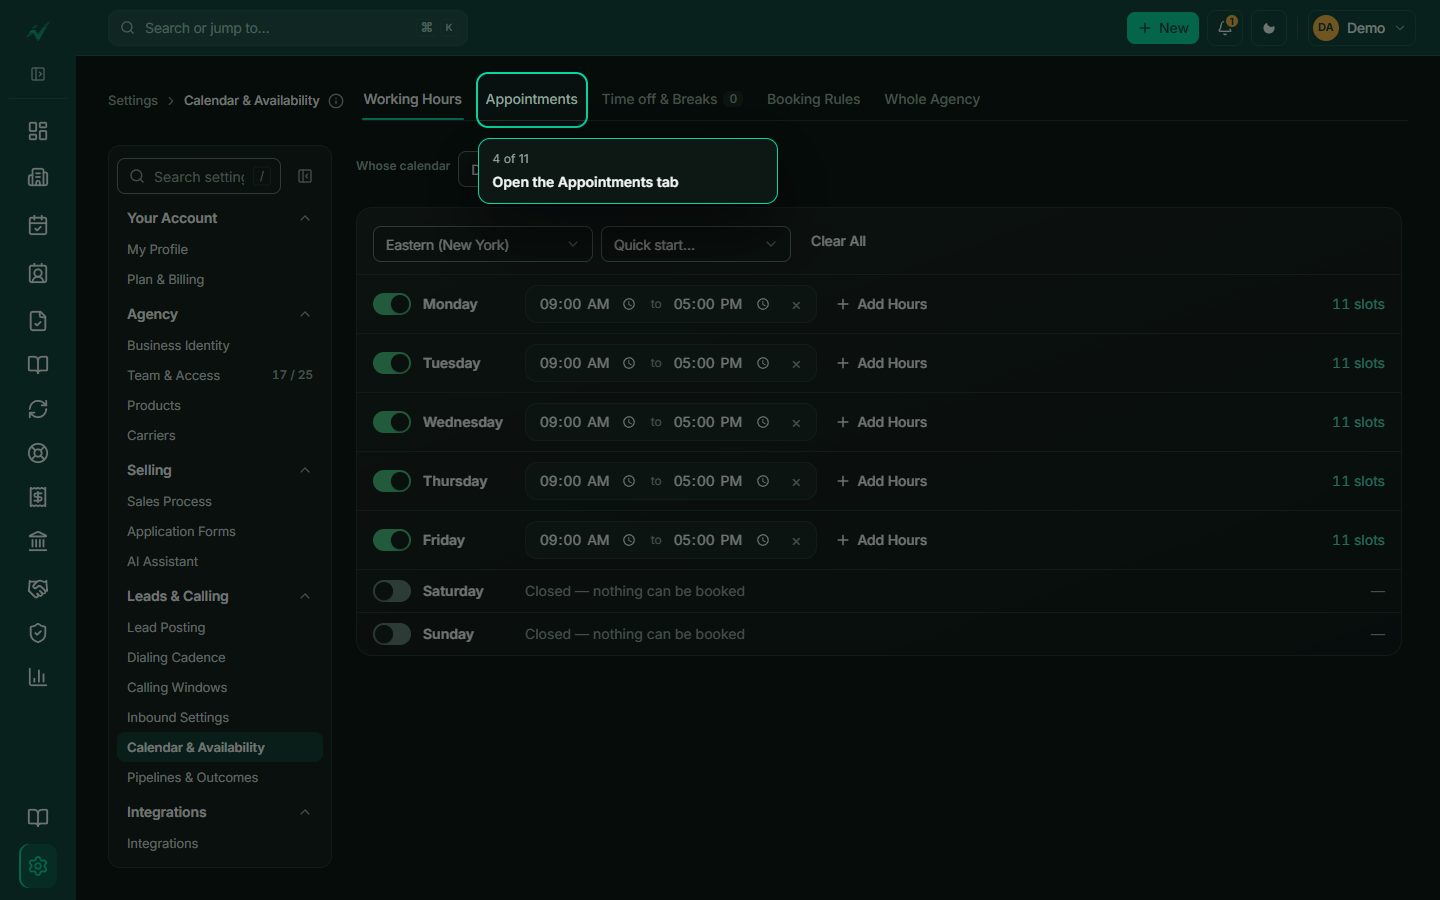 Search or jump to...
⌘ K
New
1
DA
Demo
Settings > Calendar & Availability
Working Hours
Appointments
Time off & Breaks 0
Booking Rules
Whole Agency
4 of 11
Open the Appointments tab
Whose calendar
Search setting /
Your Account
My Profile
Plan & Billing
Agency
Business Identity
Team & Access 17 / 25
Products
Carriers
Selling
Sales Process
Application Forms
AI Assistant
Leads & Calling
Lead Posting
Dialing Cadence
Calling Windows
Inbound Settings
Calendar & Availability
Pipelines & Outcomes
Integrations
Integrations
Eastern (New York)
Quick start...
Clear All
Monday 09:00 AM to 05:00 PM × + Add Hours 11 slots
Tuesday 09:00 AM to 05:00 PM × + Add Hours 11 slots
Wednesday 09:00 AM to 05:00 PM × + Add Hours 11 slots
Thursday 09:00 AM to 05:00 PM × + Add Hours 11 slots
Friday 09:00 AM to 05:00 PM × + Add Hours 11 slots
Saturday Closed — nothing can be booked —
Sunday Closed — nothing can be booked —